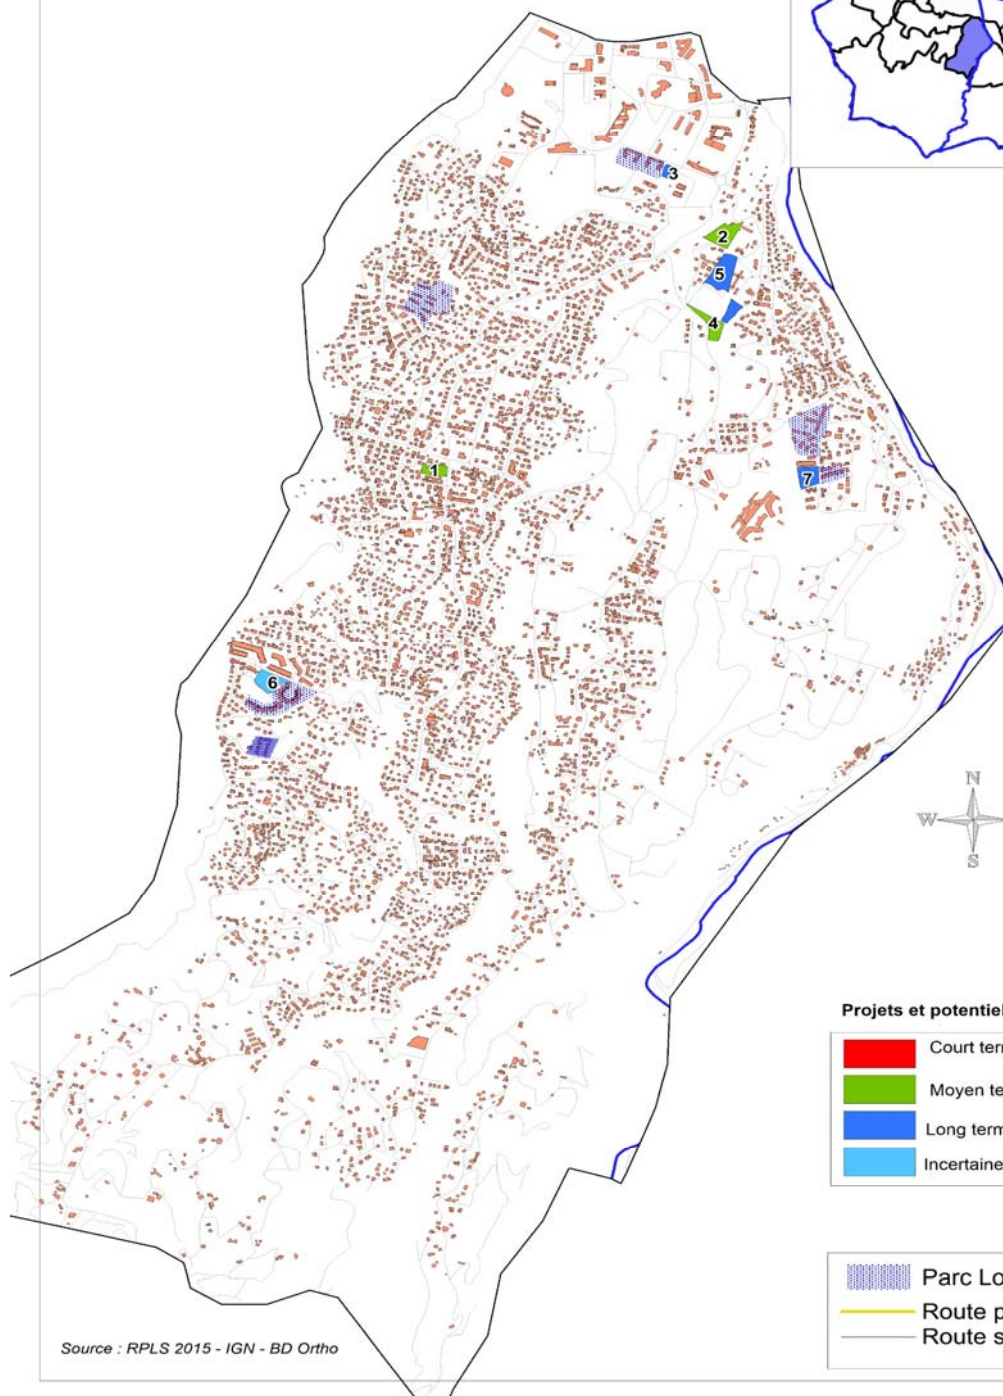 3
2
5
4
1
7
6
N
W
S
Projets et potentiel
Court terr
Moyen te
Long term
Incertaine
Parc Lo
Route p
Route s
Source : RPLS 2015 - IGN - BD Ortho